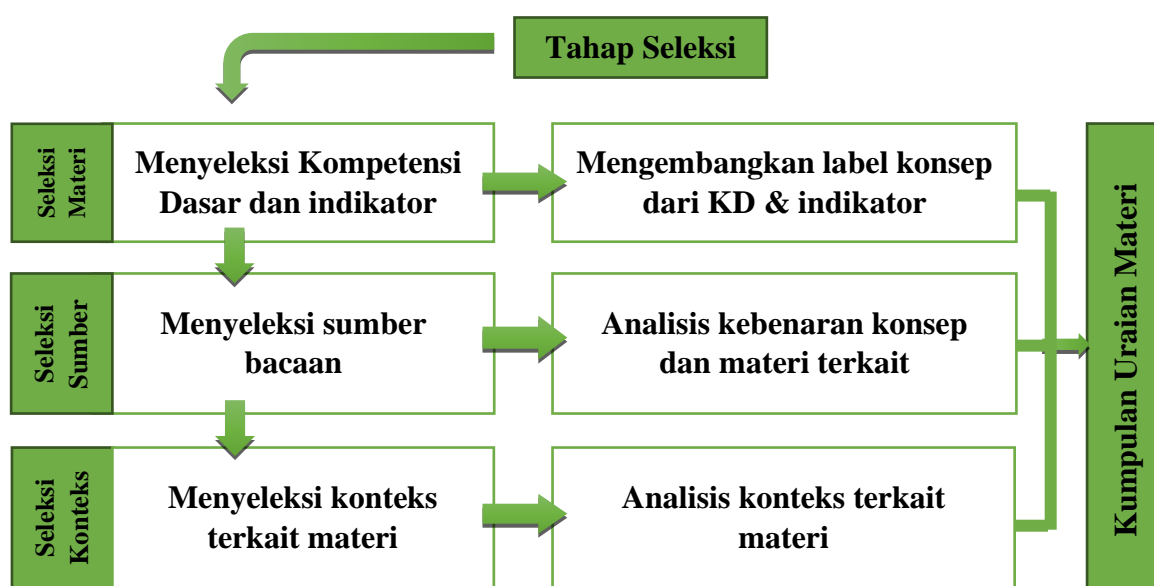 Tahap Seleksi
Seleksi
Materi
Menyeleksi Kompetensi
Dasar dan indikator
Mengembangkan label konsep
dari KD & indikator
Seleksi
Sumber
Menyeleksi sumber
bacaan
Analisis kebenaran konsep
dan materi terkait
Seleksi
Konteks
Menyeleksi konteks
terkait materi
Analisis konteks terkait
materi
Kumpulan Uraian Materi